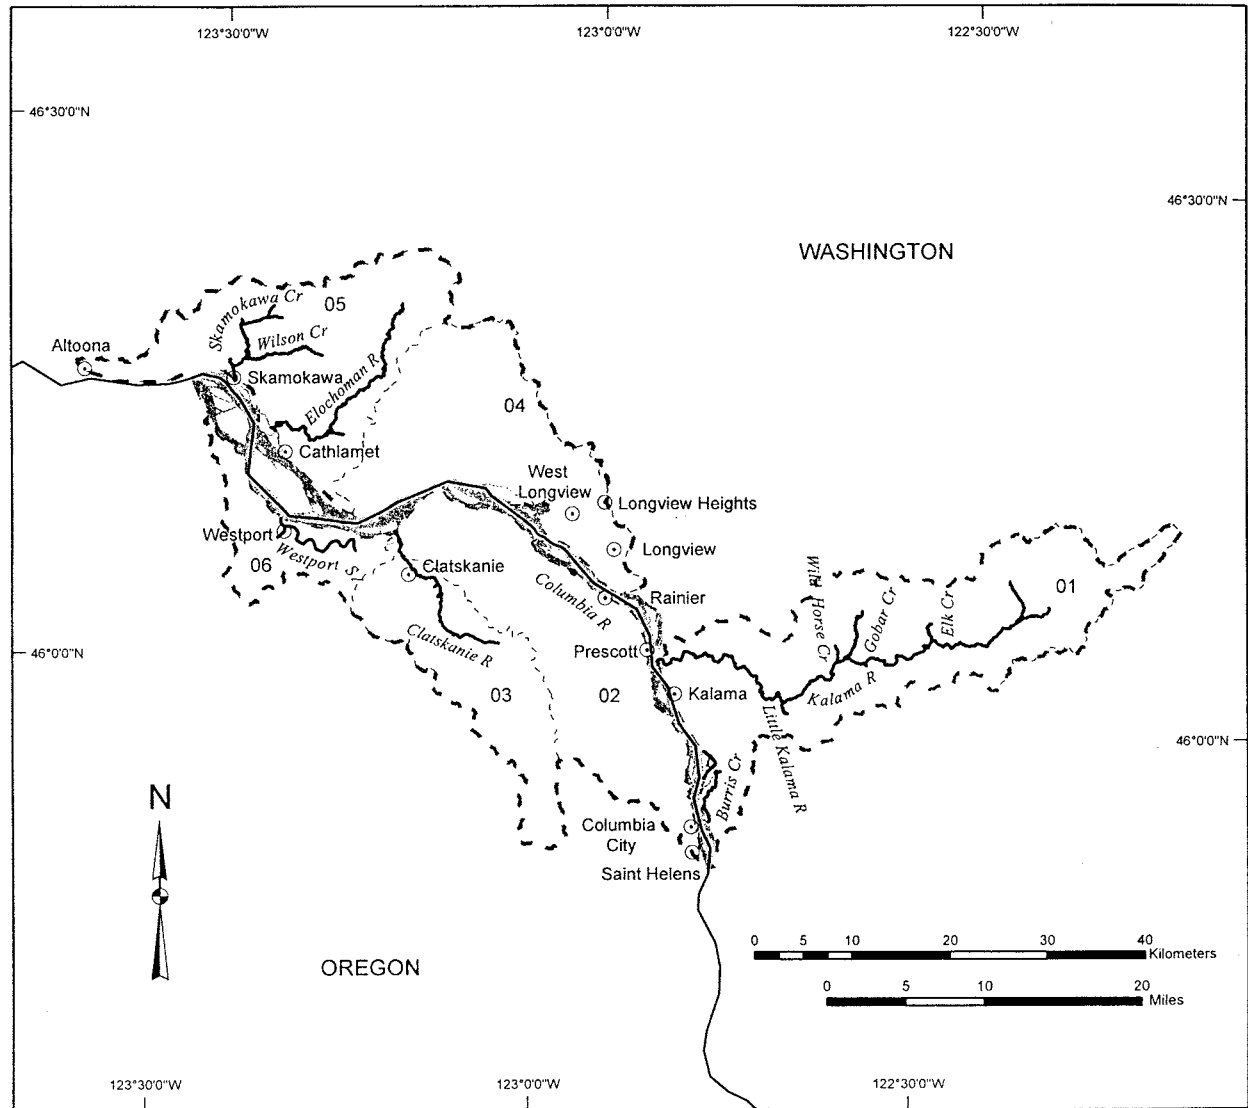 123°30'0"W
123°0'0"W
122°30'0"W
46°30'0"N
46°30'0"N
WASHINGTON
Skamokawa Cr
05
Wilson Cr
Altoona
Skamokawa
Elochoman R
04
Cathlamet
West
Longview
Longview Heights
Westport
Westport Sl
06
Longview
Clatskanie
Columbia R
Rainier
Wild Horse Cr
Gobar Cr
Elk Cr
01
Clatskanie R
46°0'0"N
Prescott
03
02
Kalama
Kalama R
Little Kalama R
46°0'0"N
Burris Cr
N
Columbia
City
Saint Helens
OREGON
0 5 10 20 30 40
Kilometers
0 5 10 20
Miles
123°30'0"W
123°0'0"W
122°30'0"W